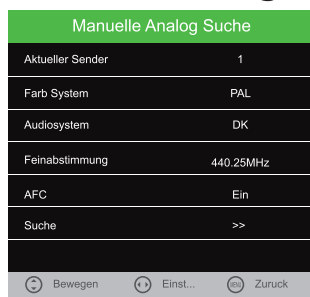 Manuelle Analog Suche
Aktueller Sender 1
Farb System PAL
Audiosystem DK
Feinabstimmung 440.25MHz
AFC Ein
Suche >>
Bewegen Einst... MENU Zuruck